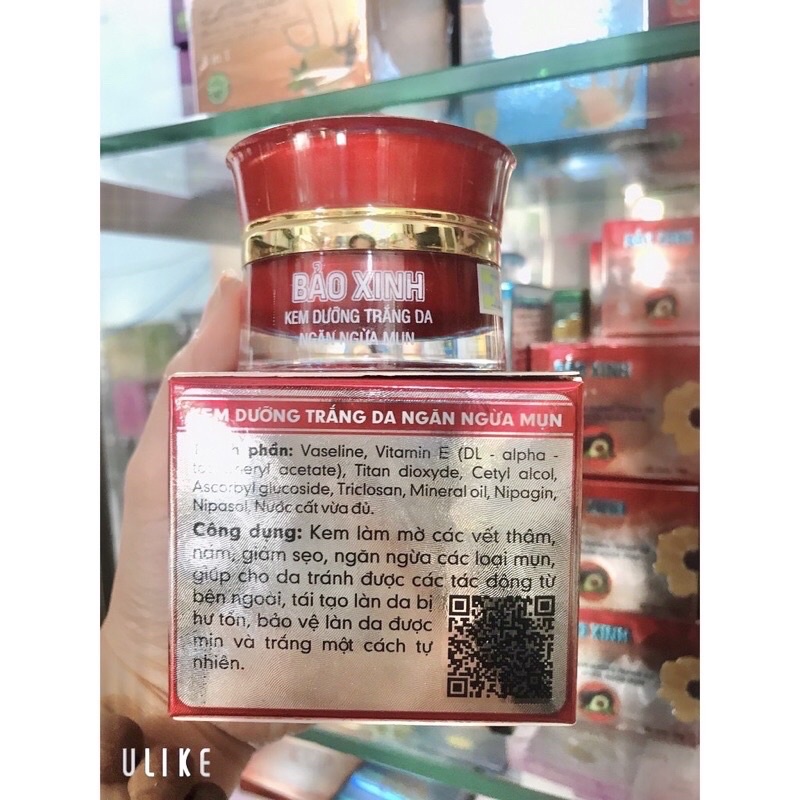 BẢO XINH
KEM DƯỠNG TRẮNG DA
NGĂN NGỪA MỤN
KEM DƯỠNG TRẮNG DA NGĂN NGỪA MỤN
phần: Vaseline, Vitamin E (DL - alpha -
acetate), Titan dioxyde, Cetyl alcol,
Ascorbyl glucoside, Triclosan, Mineral oil, Nipagin,
Nipasol, Nước cất vừa đủ.
Công dụng: Kem làm mờ các vết thâm,
nám, giảm sẹo, ngăn ngừa các loại mụn,
giúp cho da tránh được các tác động từ
bên ngoài, tái tạo làn da bị
hư tổn, bảo vệ làn da được
mịn và trắng một cách tự
nhiên.
BẢO XINH
BẢO XINH
ULIKE